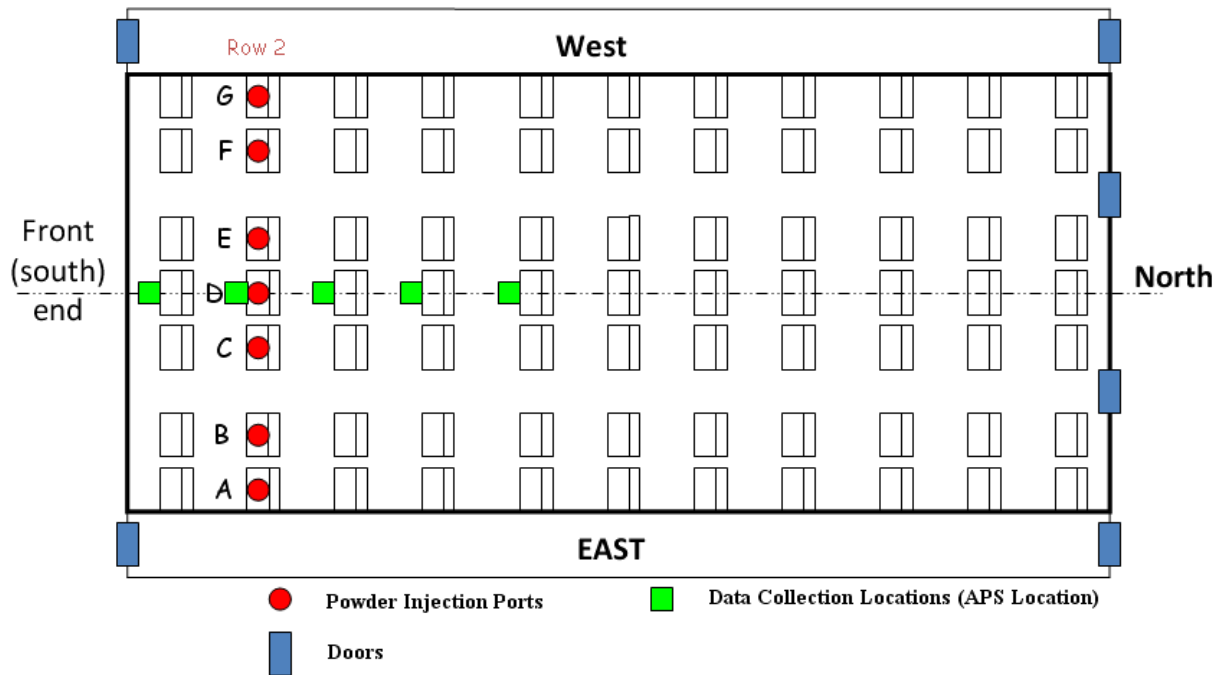 Row 2
West
G
F
Front
(south)
end
E
D
North
C
B
A
EAST
Powder Injection Ports
Data Collection Locations (APS Location)
Doors